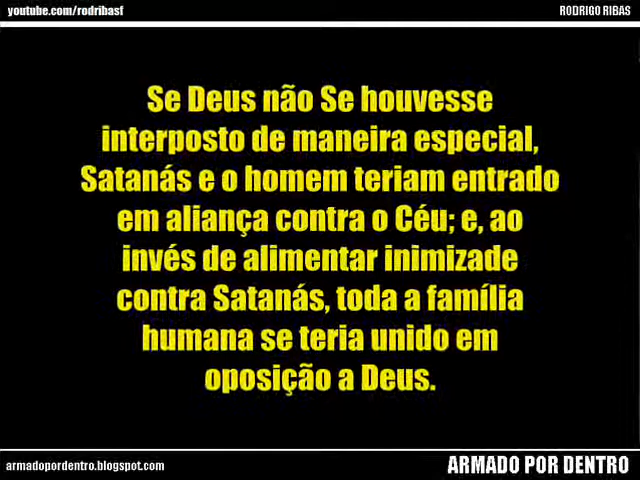 youtube.com/rodribasf
RODRIGO RIBAS
Se Deus não Se houvesse
interposto de maneira especial,
Satanás e o homem teriam entrado
em aliança contra o Céu; e, ao
invés de alimentar inimizade
contra Satanás, toda a família
humana se teria unido em
oposição a Deus.
armadopordentro.blogspot.com
ARMADO POR DENTRO